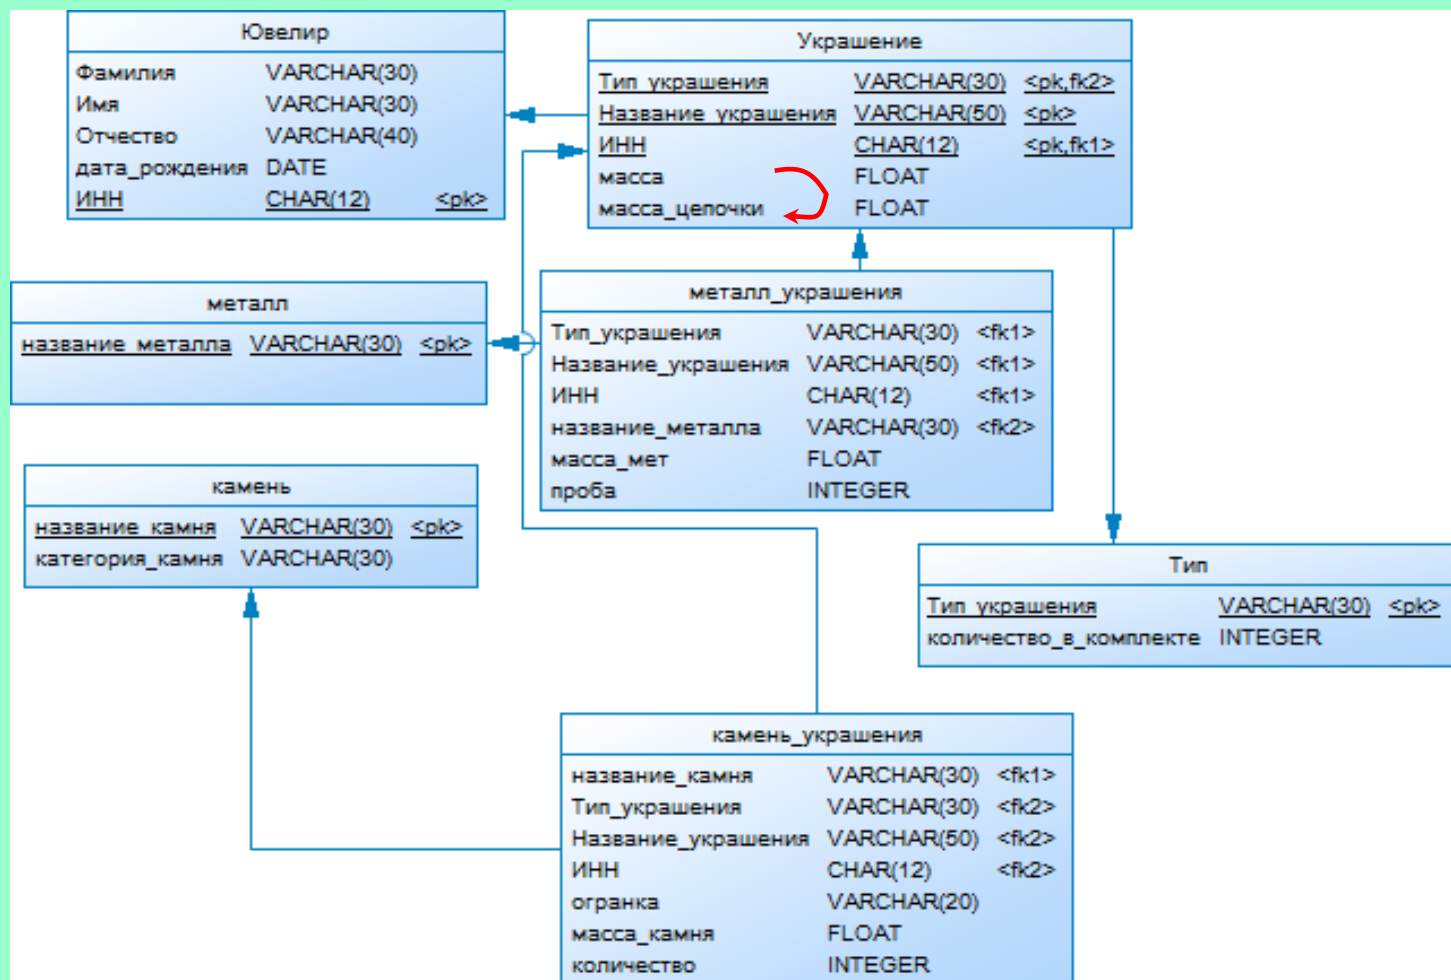 Ювелир
Фамилия VARCHAR(30)
Имя VARCHAR(30)
Отчество VARCHAR(40)
дата_рождения DATE
ИНН CHAR(12) <pk>
Украшение
Тип_украшения VARCHAR(30) <pk,fk2>
Название_украшения VARCHAR(50) <pk>
ИНН CHAR(12) <pk,fk1>
масса FLOAT
масса_цепочки FLOAT
металл
название_металла VARCHAR(30) <pk>
металл_украшения
Тип_украшения VARCHAR(30) <fk1>
Название_украшения VARCHAR(50) <fk1>
ИНН CHAR(12) <fk1>
название_металла VARCHAR(30) <fk2>
масса_мет FLOAT
проба INTEGER
камень
название_камня VARCHAR(30) <pk>
категория_камня VARCHAR(30)
Тип
Тип_украшения VARCHAR(30) <pk>
количество_в_комплекте INTEGER
камень_украшения
название_камня VARCHAR(30) <fk1>
Тип_украшения VARCHAR(30) <fk2>
Название_украшения VARCHAR(50) <fk2>
ИНН CHAR(12) <fk2>
огранка VARCHAR(20)
масса_камня FLOAT
количество INTEGER